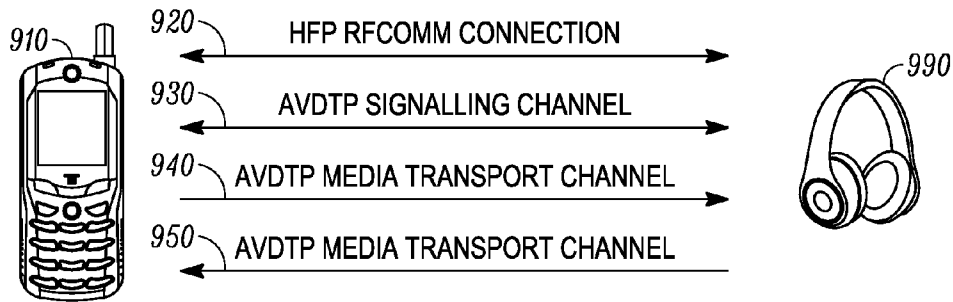 910
920 HFP RFCOMM CONNECTION
930 AVDTP SIGNALLING CHANNEL
940 AVDTP MEDIA TRANSPORT CHANNEL
950 AVDTP MEDIA TRANSPORT CHANNEL
990